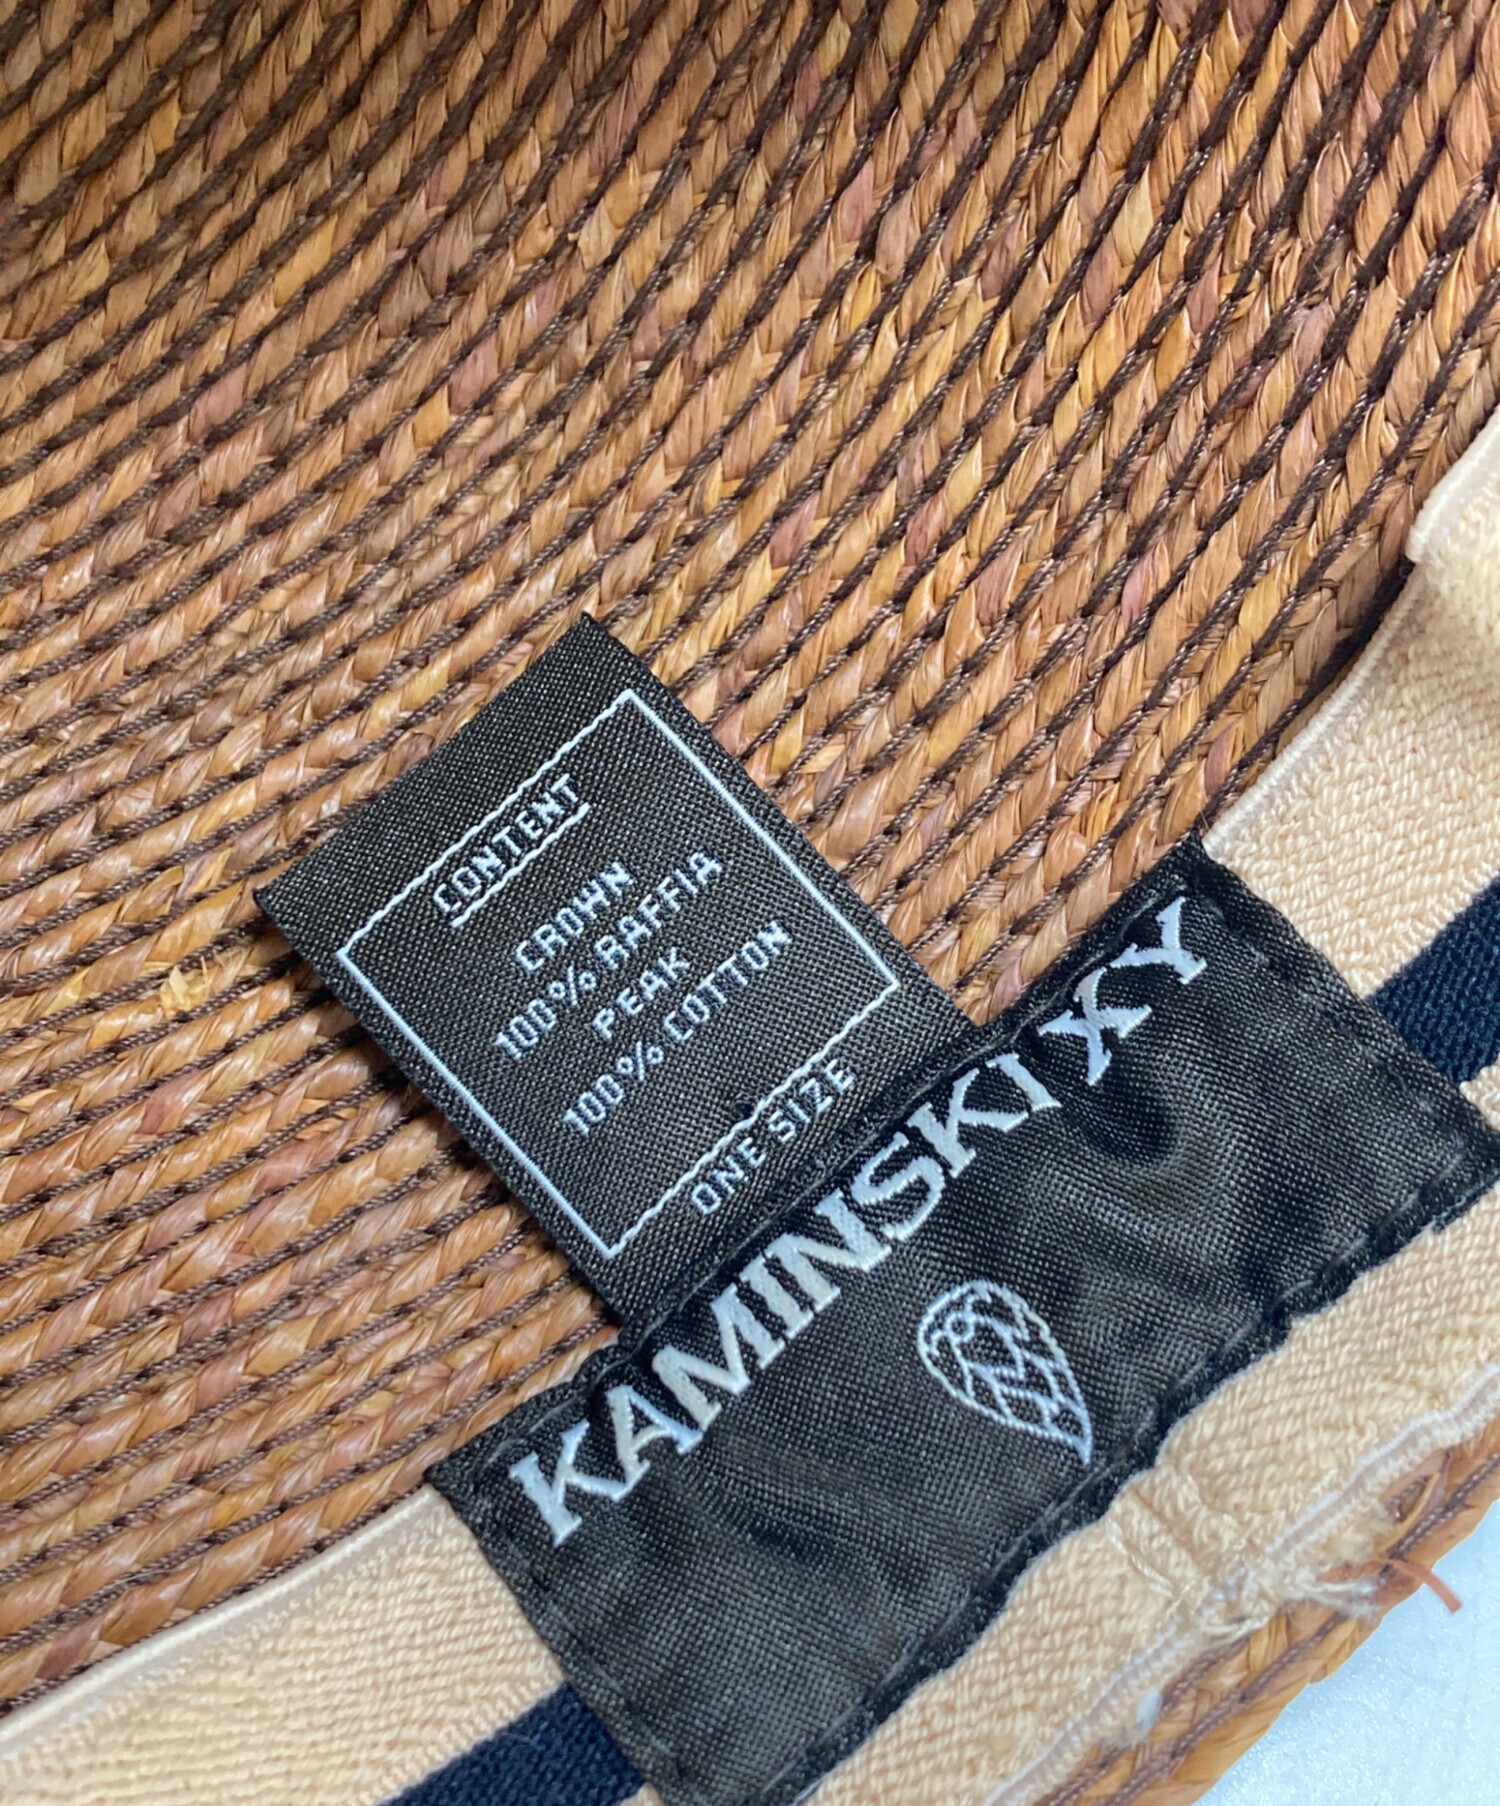 CONTENT
CROWN
100% RAFFIA
PEAK
100% COTTON
ONE SIZE
KAMINSKI XY